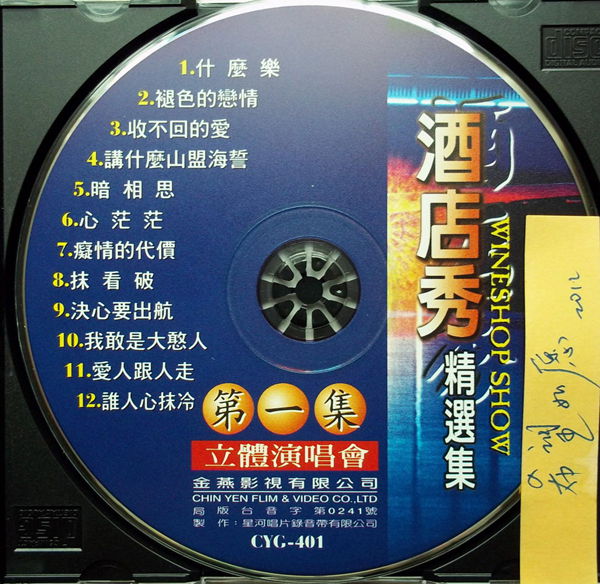 1.什麼樂
2.褪色的戀情
3.收不回的愛
4.講什麼山盟海誓
5.暗相思
6.心茫茫
7.癡情的代價
8.抹看破
9.決心要出航
10.我敢是大憨人
11.愛人跟人走
12.誰人心抹冷
酒店秀
WINESHOP SHOW
精選集
第一集
立體演唱會
金燕影視有限公司
CHIN YEN FLIM & VIDEO CO.,LTD
局版台音字第0241號
製作：星河唱片錄音帶有限公司
CYG-401
COMPACT
disc
DIGITAL AUDIO
2012